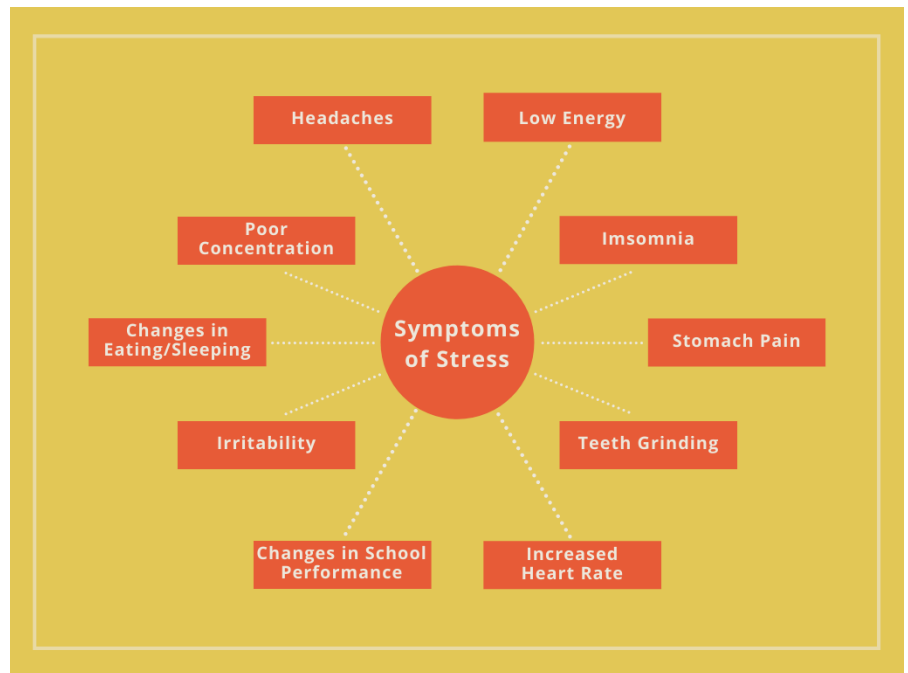 Headaches
Low Energy
Poor
Concentration
Imsomnia
Changes in
Eating/Sleeping
Symptoms
of Stress
Stomach Pain
Irritability
Teeth Grinding
Changes in School
Performance
Increased
Heart Rate